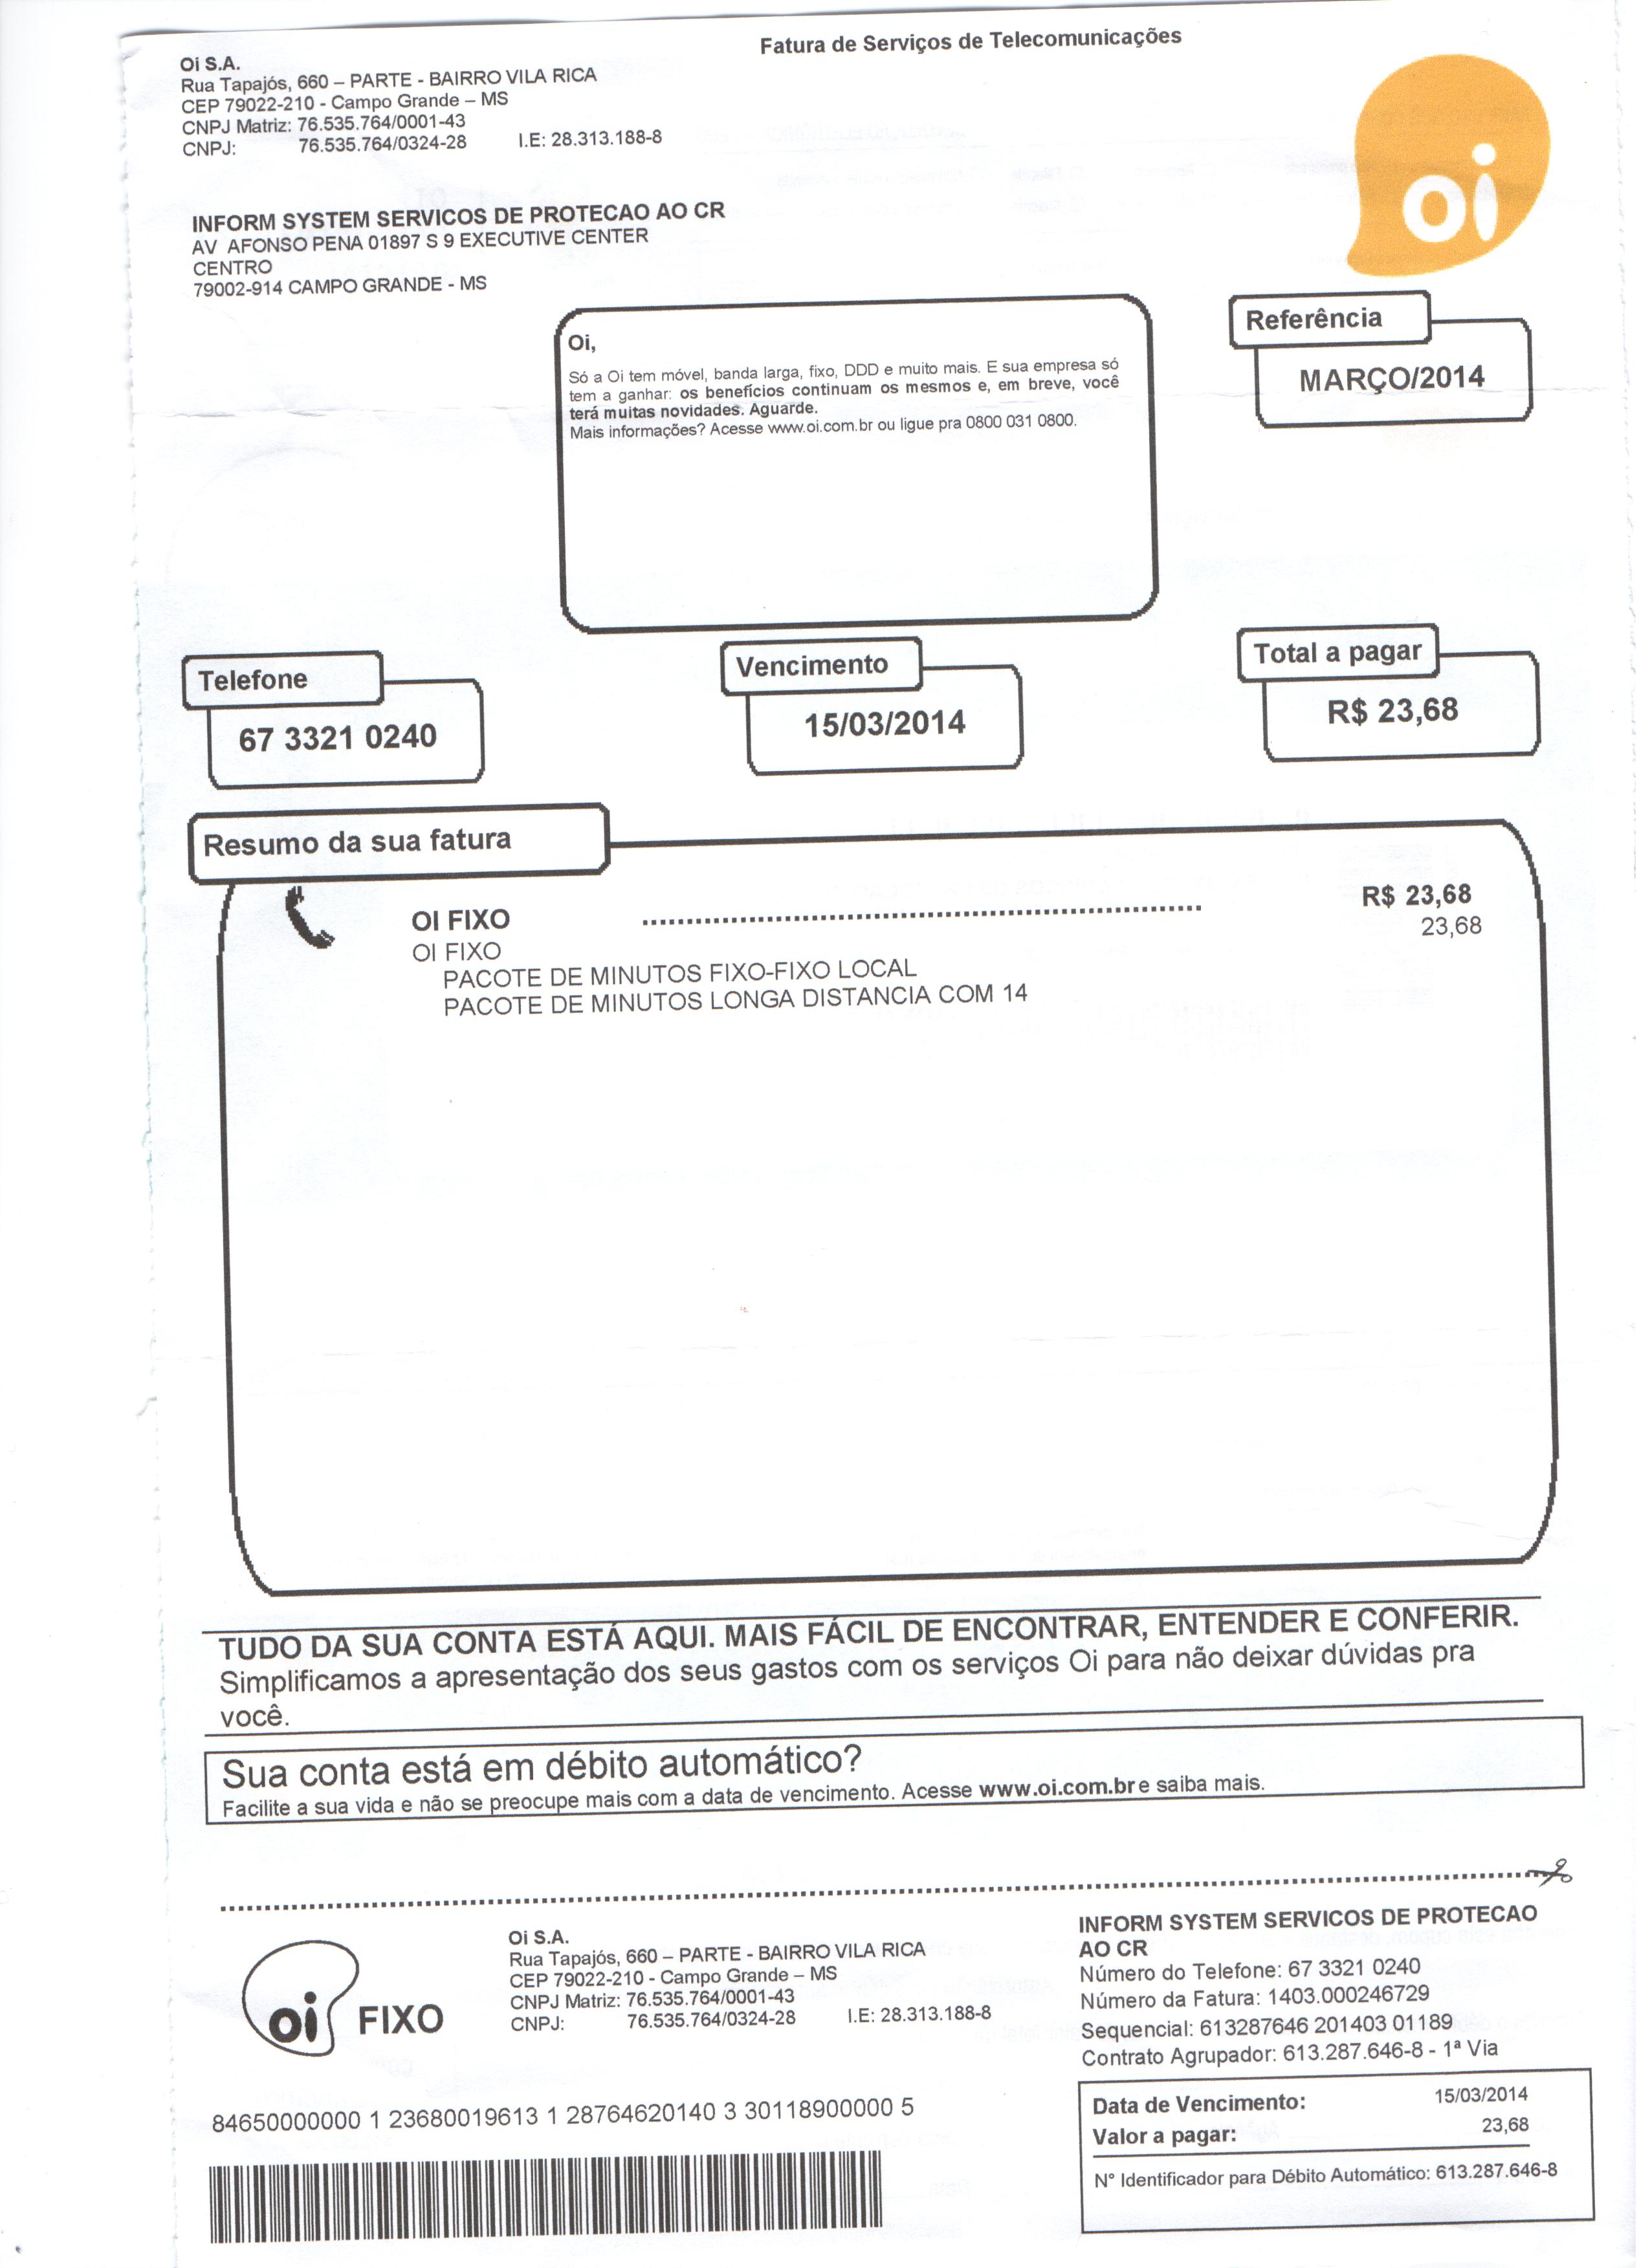 Fatura de Serviços de Telecomunicações
Oi S.A.
Rua Tapajós, 660 – PARTE - BAIRRO VILA RICA
CEP 79022-210 - Campo Grande – MS
CNPJ Matriz: 76.535.764/0001-43
CNPJ: 76.535.764/0324-28 I.E: 28.313.188-8
oi
INFORM SYSTEM SERVICOS DE PROTECAO AO CR
AV AFONSO PENA 01897 S 9 EXECUTIVE CENTER
CENTRO
79002-914 CAMPO GRANDE - MS
Oi,
Só a Oi tem móvel, banda larga, fixo, DDD e muito mais. E sua empresa só
tem a ganhar: os benefícios continuam os mesmos e, em breve, você
terá muitas novidades. Aguarde.
Mais informações? Acesse www.oi.com.br ou ligue pra 0800 031 0800.
Referência
MARÇO/2014
Telefone
67 3321 0240
Vencimento
15/03/2014
Total a pagar
R$ 23,68
Resumo da sua fatura
OI FIXO R$ 23,68
OI FIXO 23,68
PACOTE DE MINUTOS FIXO-FIXO LOCAL
PACOTE DE MINUTOS LONGA DISTANCIA COM 14
TUDO DA SUA CONTA ESTÁ AQUI. MAIS FÁCIL DE ENCONTRAR, ENTENDER E CONFERIR.
Simplificamos a apresentação dos seus gastos com os serviços Oi para não deixar dúvidas pra
você.
Sua conta está em débito automático?
Facilite a sua vida e não se preocupe mais com a data de vencimento. Acesse www.oi.com.br e saiba mais.
oi FIXO
Oi S.A.
Rua Tapajós, 660 – PARTE - BAIRRO VILA RICA
CEP 79022-210 - Campo Grande – MS
CNPJ Matriz: 76.535.764/0001-43
CNPJ: 76.535.764/0324-28 I.E: 28.313.188-8
INFORM SYSTEM SERVICOS DE PROTECAO
AO CR
Número do Telefone: 67 3321 0240
Número da Fatura: 1403.000246729
Sequencial: 613287646 201403 01189
Contrato Agrupador: 613.287.646-8 - 1ª Via
84650000000 1 23680019613 1 28764620140 3 30118900000 5
Data de Vencimento: 15/03/2014
Valor a pagar: 23,68
N° Identificador para Débito Automático: 613.287.646-8